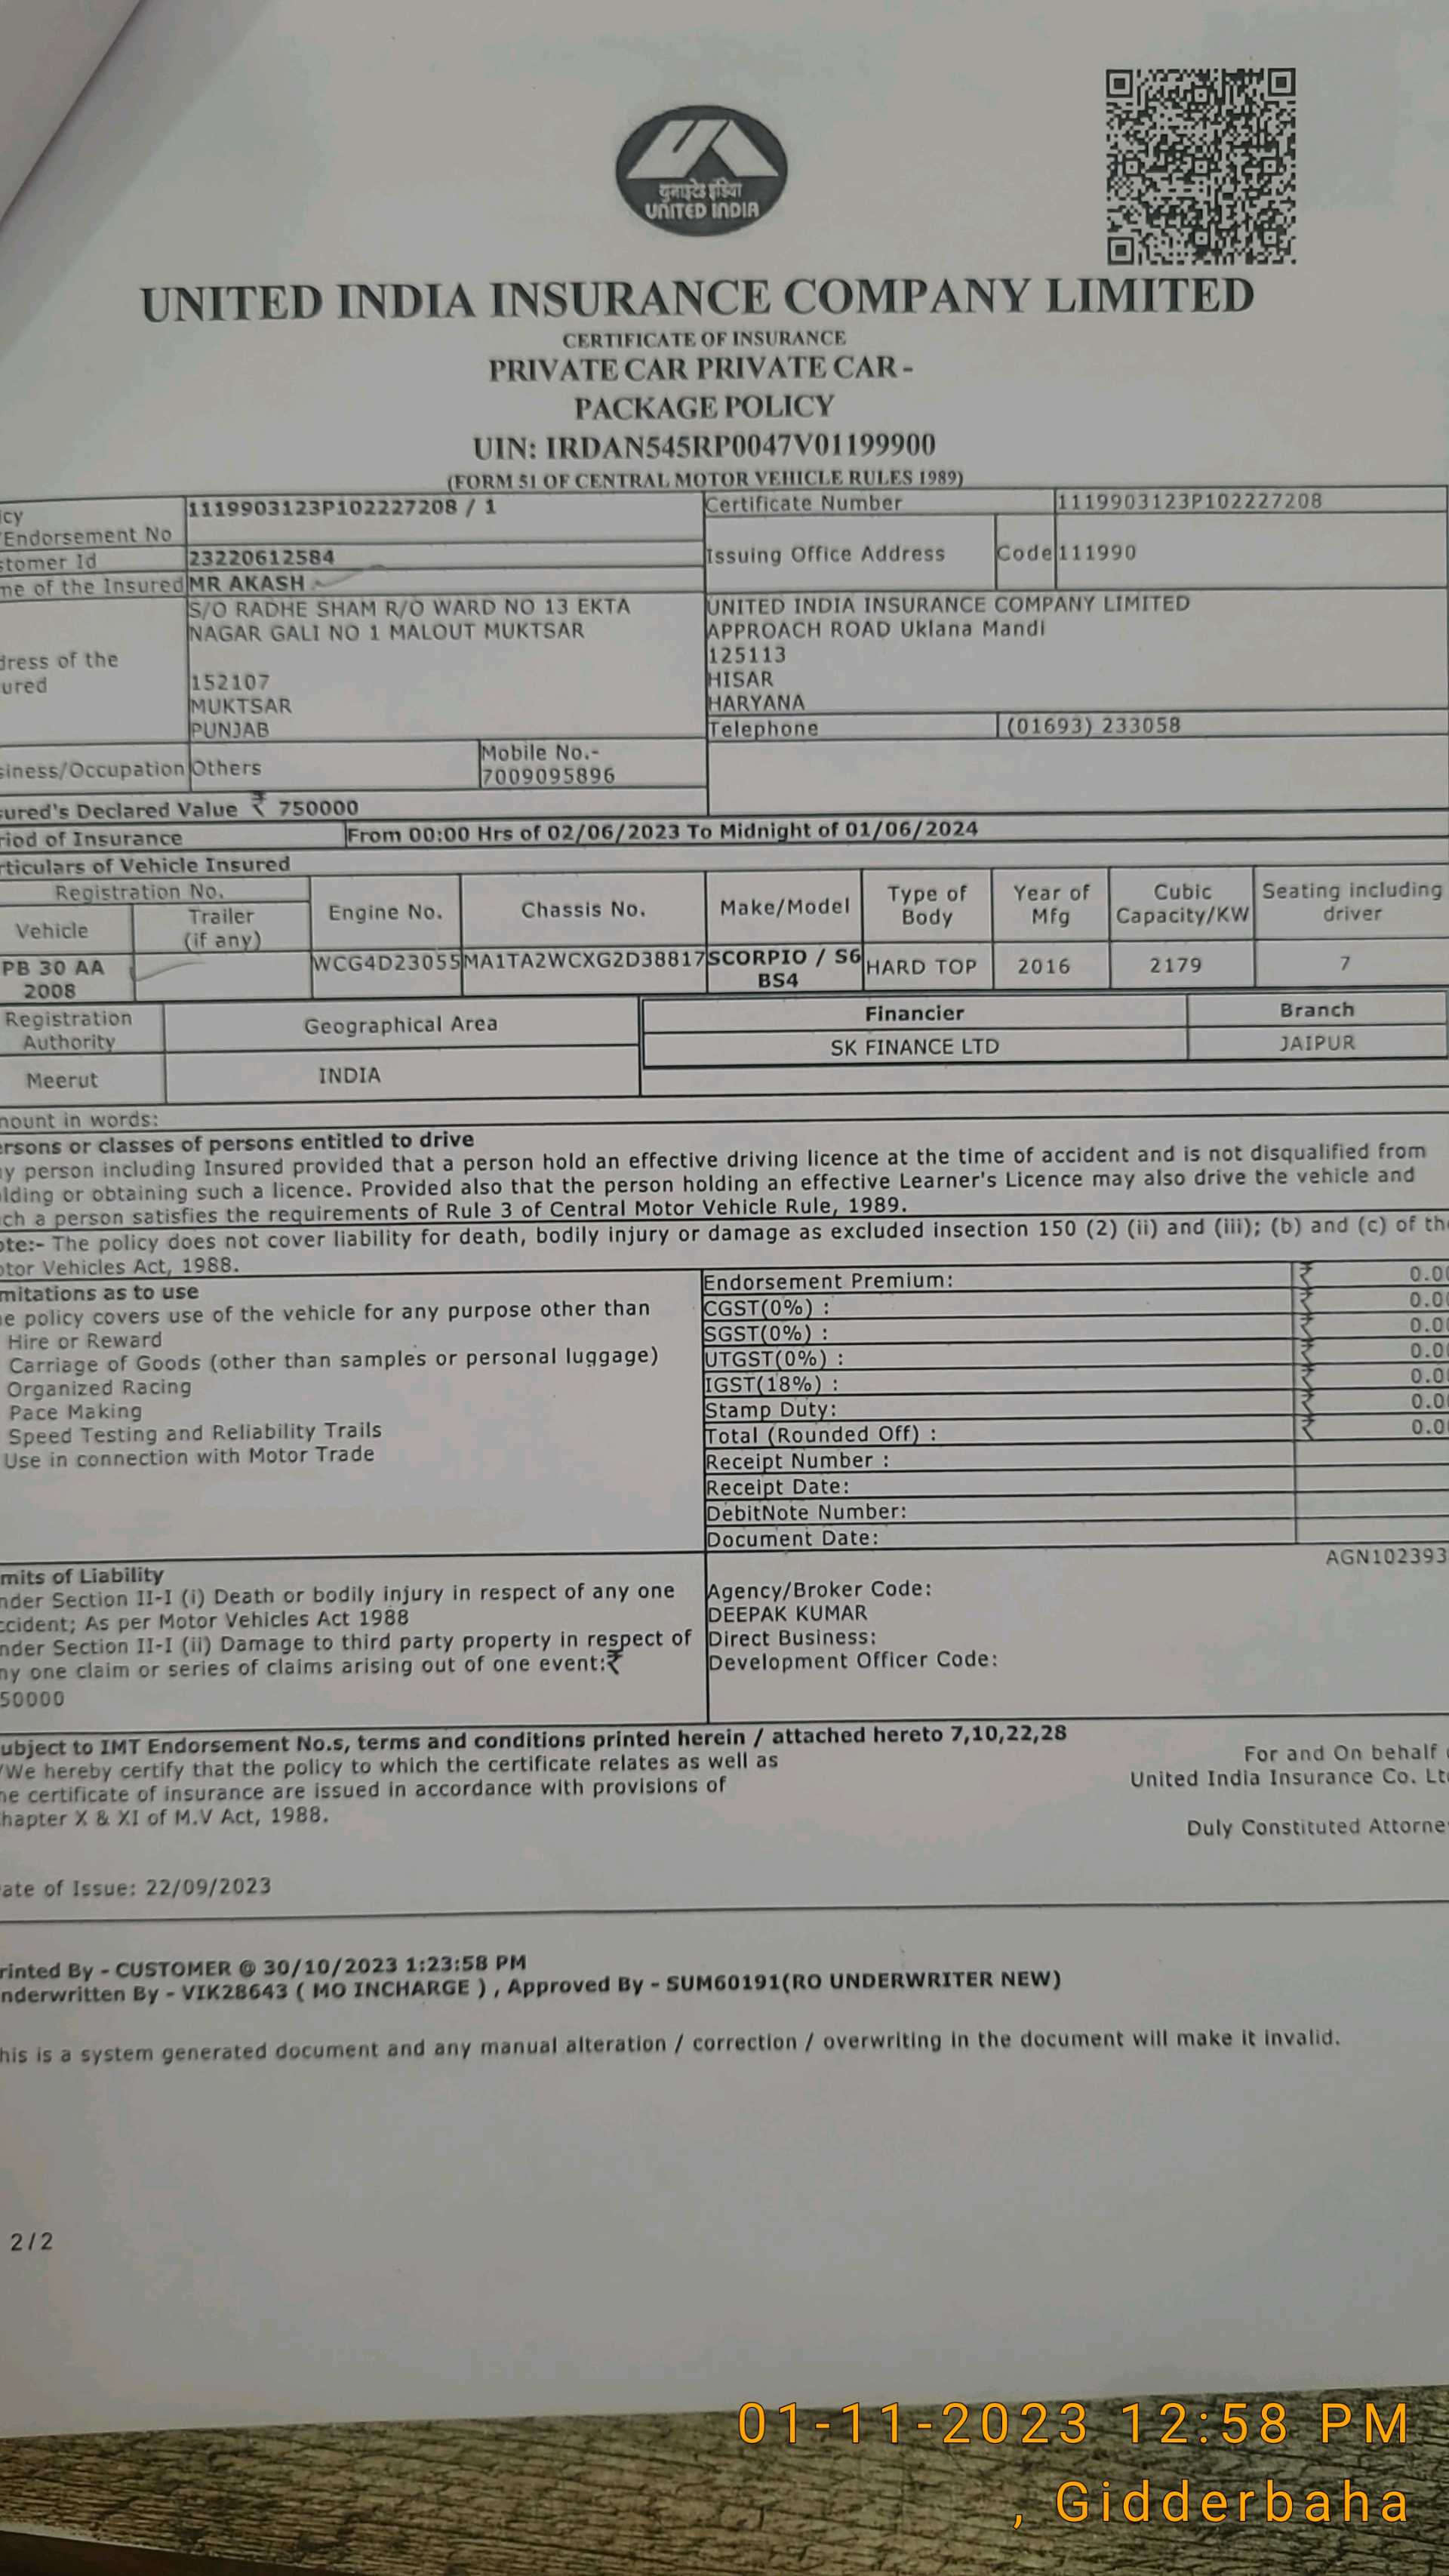 युनाइटेड इंडिया
UNITED INDIA
UNITED INDIA INSURANCE COMPANY LIMITED
CERTIFICATE OF INSURANCE
PRIVATE CAR PRIVATE CAR -
PACKAGE POLICY
UIN: IRDAN545RP0047V01199900
(FORM 51 OF CENTRAL MOTOR VEHICLE RULES 1989)
icy
Endorsement No
1119903123P102227208 / 1
Certificate Number
1119903123P102227208
stomer Id
23220612584
Issuing Office Address
Code
111990
me of the Insured
MR AKASH
dress of the
ured
S/O RADHE SHAM R/O WARD NO 13 EKTA
NAGAR GALI NO 1 MALOUT MUKTSAR
152107
MUKTSAR
PUNJAB
UNITED INDIA INSURANCE COMPANY LIMITED
APPROACH ROAD Uklana Mandi
125113
HISAR
HARYANA
Telephone
(01693) 233058
siness/Occupation
Others
Mobile No.-
7009095896
sured's Declared Value ₹ 750000
riod of Insurance
From 00:00 Hrs of 02/06/2023 To Midnight of 01/06/2024
rticulars of Vehicle Insured
Registration No.
Vehicle
Trailer
(if any)
Engine No.
Chassis No.
Make/Model
Type of
Body
Year of
Mfg
Cubic
Capacity/KW
Seating including
driver
PB 30 AA
2008
WCG4D23055
MA1TA2WCXG2D38817
SCORPIO / S6
BS4
HARD TOP
2016
2179
7
Registration
Authority
Geographical Area
Financier
Branch
SK FINANCE LTD
JAIPUR
Meerut
INDIA
nount in words:
ersons or classes of persons entitled to drive
ny person including Insured provided that a person hold an effective driving licence at the time of accident and is not disqualified from
olding or obtaining such a licence. Provided also that the person holding an effective Learner's Licence may also drive the vehicle and
ch a person satisfies the requirements of Rule 3 of Central Motor Vehicle Rule, 1989.
ote:- The policy does not cover liability for death, bodily injury or damage as excluded insection 150 (2) (ii) and (iii); (b) and (c) of the
otor Vehicles Act, 1988.
mitations as to use
he policy covers use of the vehicle for any purpose other than
Hire or Reward
Carriage of Goods (other than samples or personal luggage)
Organized Racing
Pace Making
Speed Testing and Reliability Trails
Use in connection with Motor Trade
Endorsement Premium: ₹ 0.00
CGST(0%) : ₹ 0.00
SGST(0%) : ₹ 0.00
UTGST(0%) : ₹ 0.00
IGST(18%) : ₹ 0.00
Stamp Duty: ₹ 0.00
Total (Rounded Off) : ₹ 0.00
Receipt Number :
Receipt Date:
DebitNote Number:
Document Date:
mits of Liability
nder Section II-I (i) Death or bodily injury in respect of any one
ccident; As per Motor Vehicles Act 1988
nder Section II-I (ii) Damage to third party property in respect of
ny one claim or series of claims arising out of one event:₹
50000
AGN102393
Agency/Broker Code:
DEEPAK KUMAR
Direct Business:
Development Officer Code:
ubject to IMT Endorsement No.s, terms and conditions printed herein / attached hereto 7,10,22,28
/We hereby certify that the policy to which the certificate relates as well as
he certificate of insurance are issued in accordance with provisions of
hapter X & XI of M.V Act, 1988.
For and On behalf
United India Insurance Co. Ltd
Duly Constituted Attorne
ate of Issue: 22/09/2023
rinted By - CUSTOMER @ 30/10/2023 1:23:58 PM
nderwritten By - VIK28643 ( MO INCHARGE ) , Approved By - SUM60191(RO UNDERWRITER NEW)
his is a system generated document and any manual alteration / correction / overwriting in the document will make it invalid.
2/2
01-11-2023 12:58 PM
, Gidderbaha